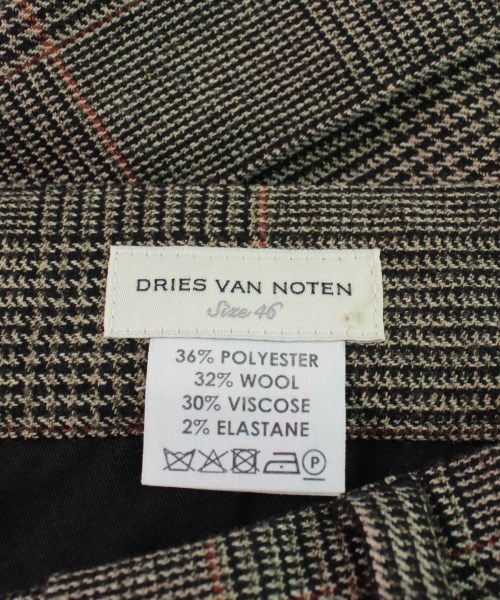 DRIES VAN NOTEN
Size 46
36% POLYESTER
32% WOOL
30% VISCOSE
2% ELASTANE
P